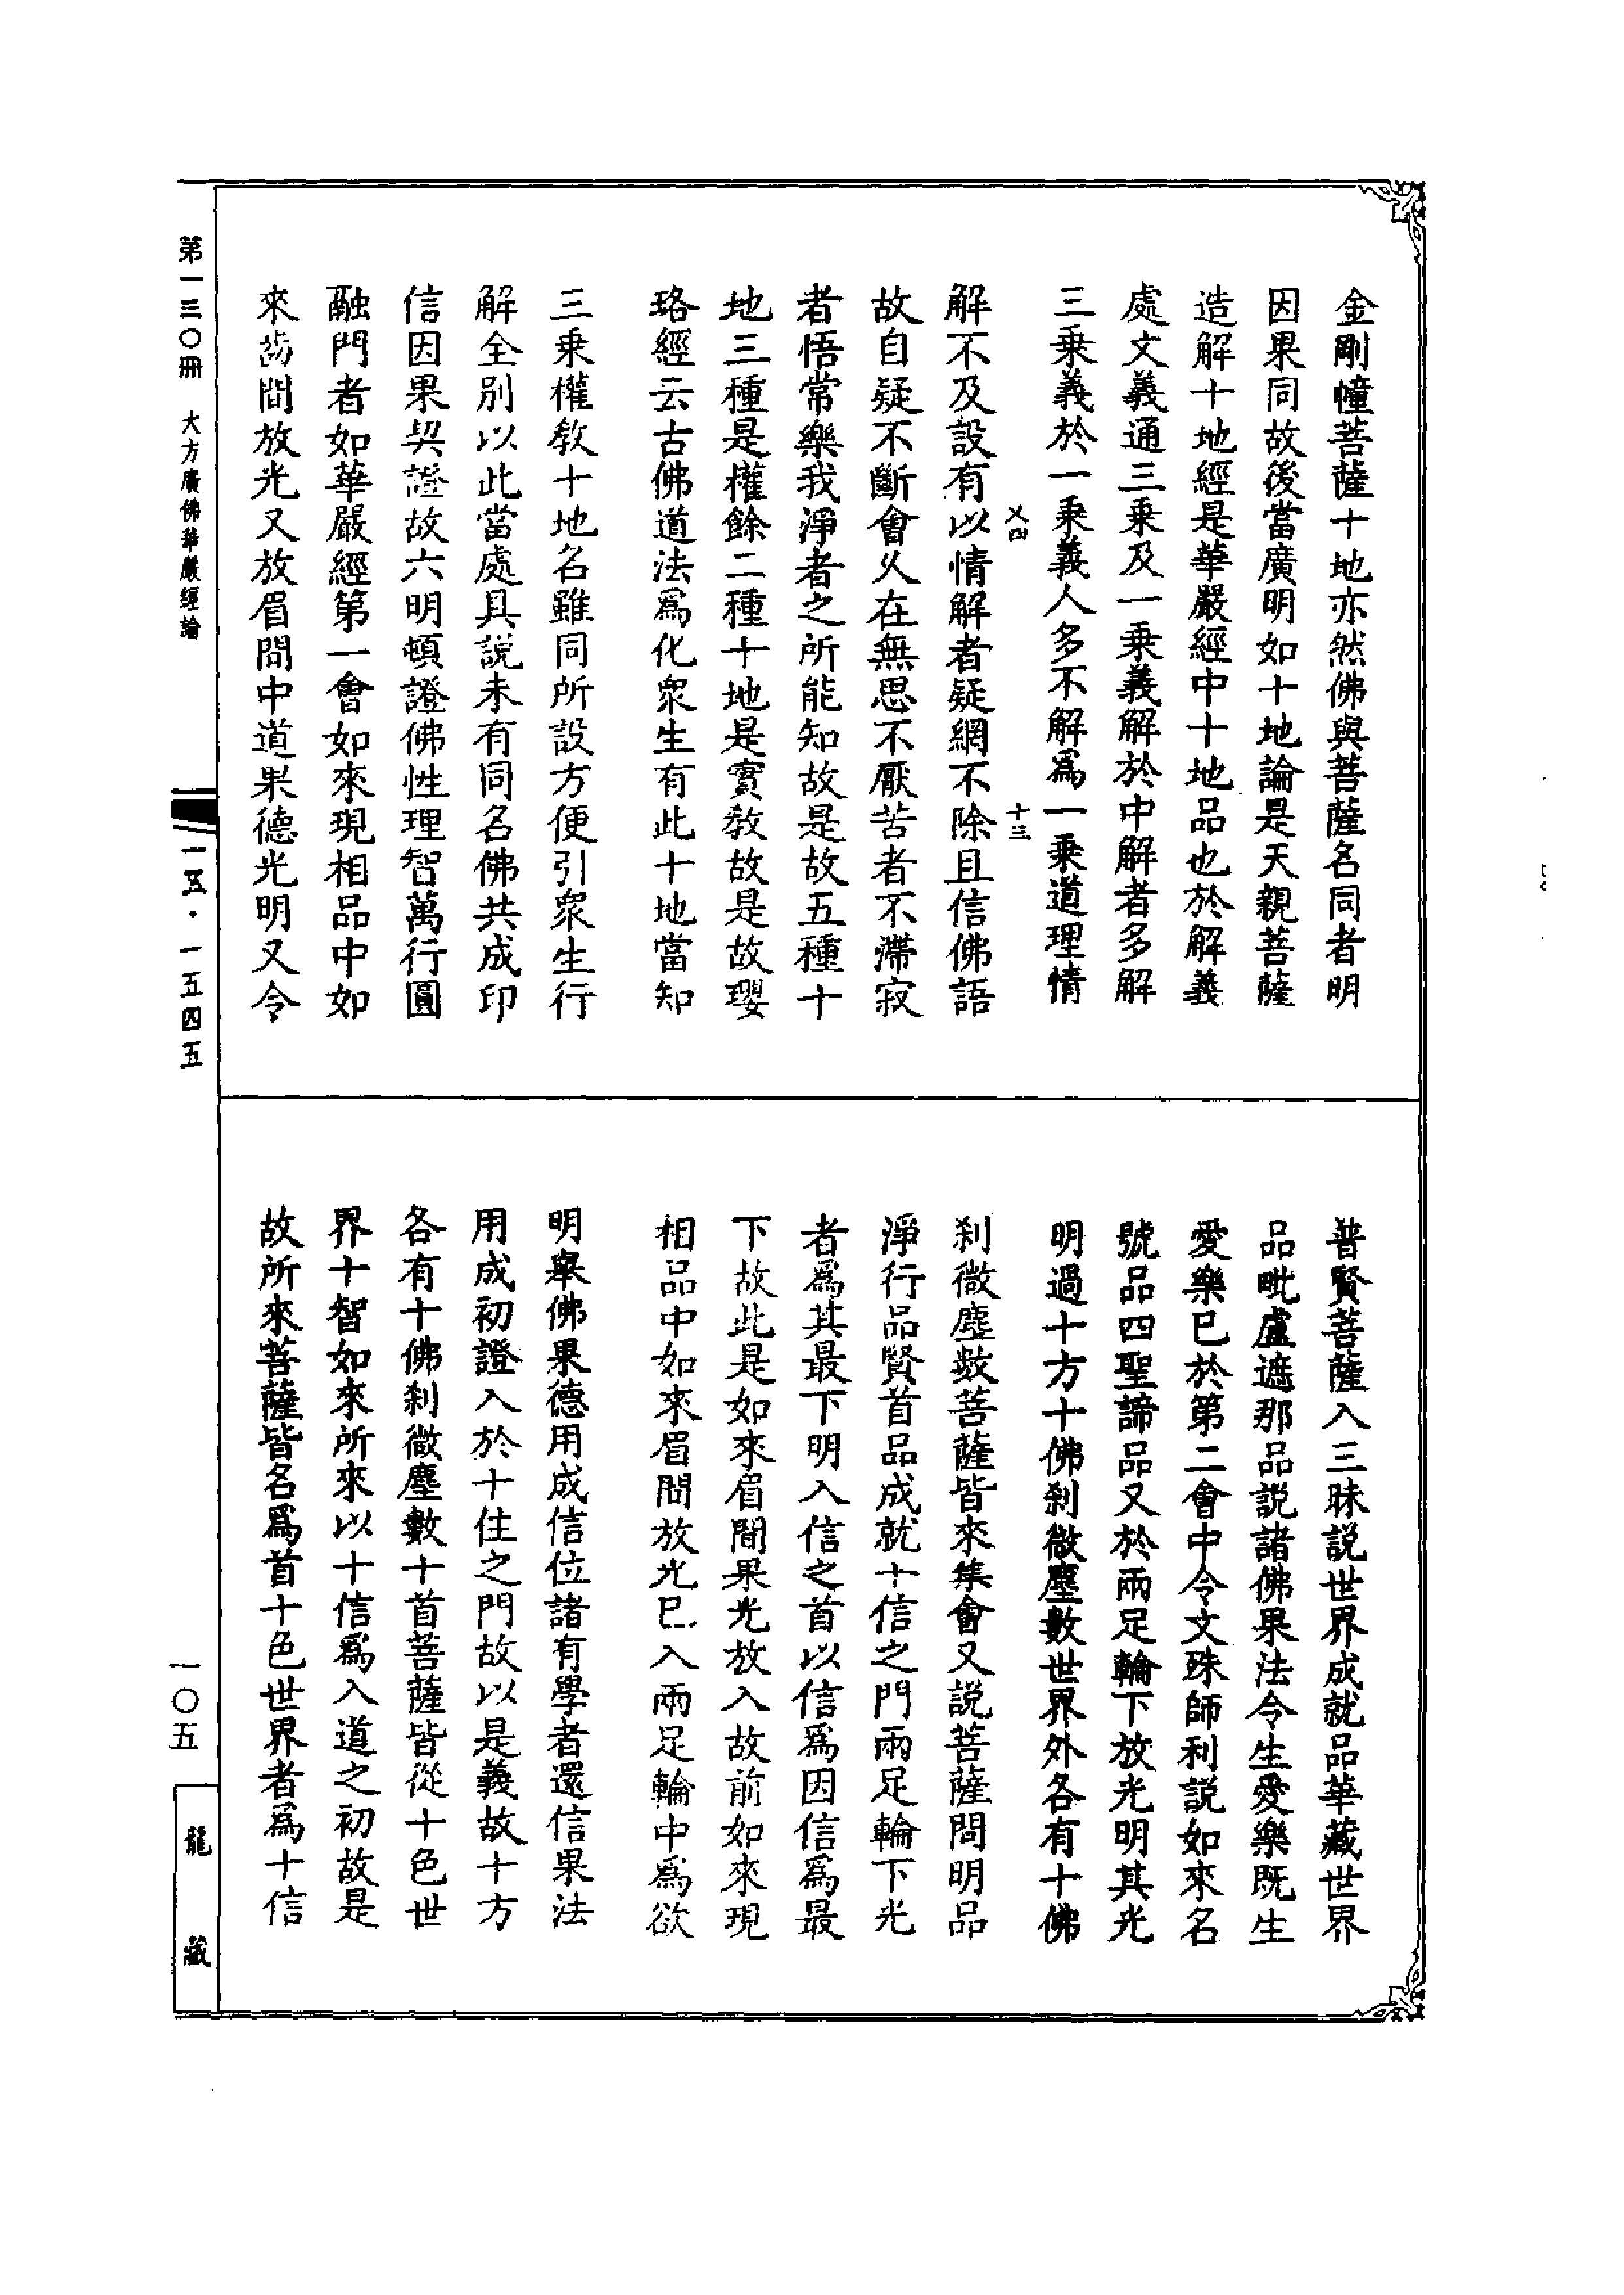 金剛幢菩薩十地亦然佛與菩薩名同者明
因果同故後當廣明如十地論是天親菩薩
造解十地經是華嚴經中十地品也於解義
處文義通三乘及一乘義解於中解者多解
三乘義於一乘義人多不解爲一乘道理情
乂四 十三
解不及設有以情解者疑網不除且信佛語
故自疑不斷會乆在無思不厭苦者不滯寂
者悟常樂我淨者之所能知故是故五種十
地三種是權餘二種十地是實教故是故瓔
珞經云古佛道法爲化衆生有此十地當知
三乘權教十地名雖同所設方便引衆生行
解全別以此當處具説未有同名佛共成印
信因果契證故六明頓證佛性理智萬行圓
融門者如華嚴經第一會如來現相品中如
來齒間放光又放眉間中道果德光明又令
普賢菩薩入三昧説世界成就品華藏世界
品毗盧遮那品説諸佛果法令生愛樂既生
愛樂已於第二會中令文殊師利説如來名
號品四聖諦品又於兩足輪下放光明其光
明過十方十佛刹微塵數世界外各有十佛
刹微塵数菩薩皆來集會又説菩薩問明品
淨行品賢首品成就十信之門兩足輪下光
者爲其最下明入信之首以信爲因信爲最
下故此是如來眉間果光放入故前如來現
相品中如來眉間放光巳入兩足輪中爲欲
明舉佛果德用成信位諸有學者還信果法
用成初證入於十住之門故以是義故十方
各有十佛刹微塵數十首菩薩皆從十色世
界十智如來所來以十信爲入道之初故是
故所來菩薩皆名爲首十色世界者爲十信
第一三〇冊 大方廣佛華嚴經論
一五·一五四五
一〇五
龍藏